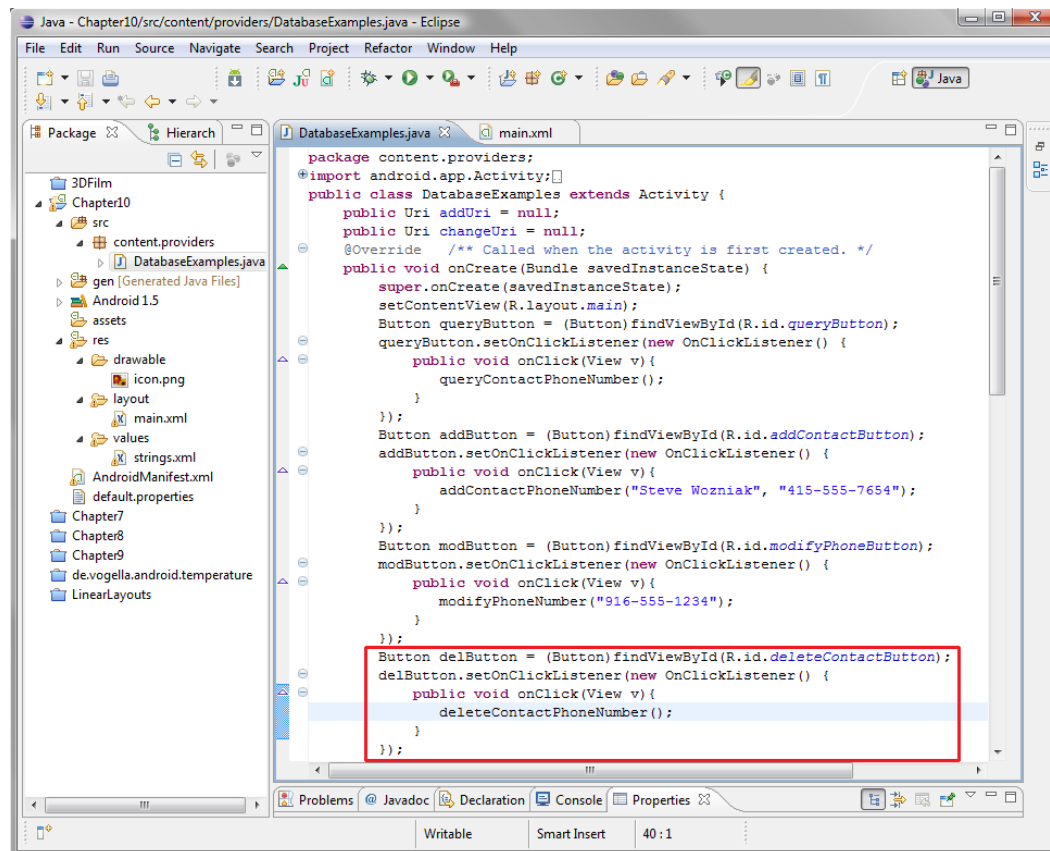 Java - Chapter10/src/content/providers/DatabaseExamples.java - Eclipse
File Edit Run Source Navigate Search Project Refactor Window Help
Java
Package Hierarch
3DFilm
Chapter10
src
content.providers
DatabaseExamples.java
gen [Generated Java Files]
Android 1.5
assets
res
drawable
icon.png
layout
main.xml
values
strings.xml
AndroidManifest.xml
default.properties
Chapter7
Chapter8
Chapter9
de.vogella.android.temperature
LinearLayouts
DatabaseExamples.java main.xml
package content.providers;
import android.app.Activity;
public class DatabaseExamples extends Activity {
public Uri addUri = null;
public Uri changeUri = null;
@Override /** Called when the activity is first created. */
public void onCreate(Bundle savedInstanceState) {
super.onCreate(savedInstanceState);
setContentView(R.layout.main);
Button queryButton = (Button)findViewById(R.id.queryButton);
queryButton.setOnClickListener(new OnClickListener() {
public void onClick(View v){
queryContactPhoneNumber();
}
});
Button addButton = (Button)findViewById(R.id.addContactButton);
addButton.setOnClickListener(new OnClickListener() {
public void onClick(View v){
addContactPhoneNumber("Steve Wozniak", "415-555-7654");
}
});
Button modButton = (Button)findViewById(R.id.modifyPhoneButton);
modButton.setOnClickListener(new OnClickListener() {
public void onClick(View v){
modifyPhoneNumber("916-555-1234");
}
});
Button delButton = (Button)findViewById(R.id.deleteContactButton);
delButton.setOnClickListener(new OnClickListener() {
public void onClick(View v){
deleteContactPhoneNumber();
}
});
Problems @ Javadoc Declaration Console Properties
Writable Smart Insert 40 : 1